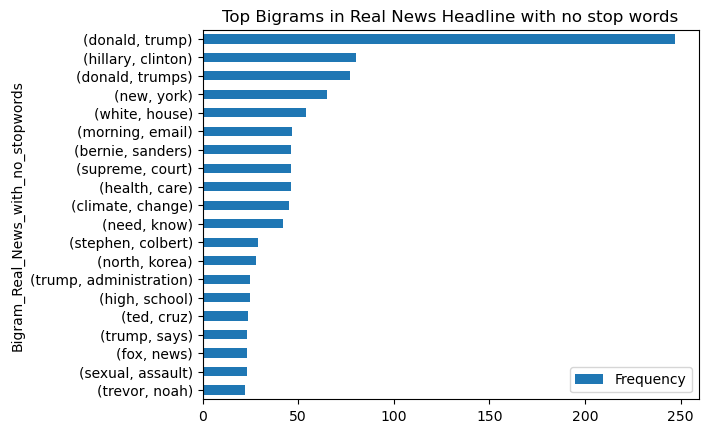 Top Bigrams in Real News Headline with no stop words
Bigram_Real_News_with_no_stopwords
(donald, trump)
(hillary, clinton)
(donald, trumps)
(new, york)
(white, house)
(morning, email)
(bernie, sanders)
(supreme, court)
(health, care)
(climate, change)
(need, know)
(stephen, colbert)
(north, korea)
(trump, administration)
(high, school)
(ted, cruz)
(trump, says)
(fox, news)
(sexual, assault)
(trevor, noah)
Frequency
0 50 100 150 200 250